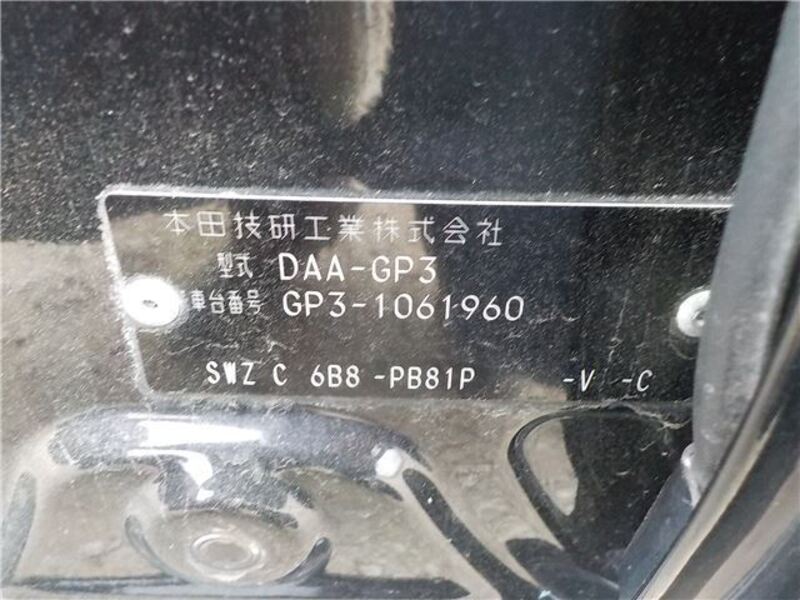 本田技研工業株式会社
型式 DAA-GP3
車台番号 GP3-1061960
SWZ C 6B8 -PB81P -V -C